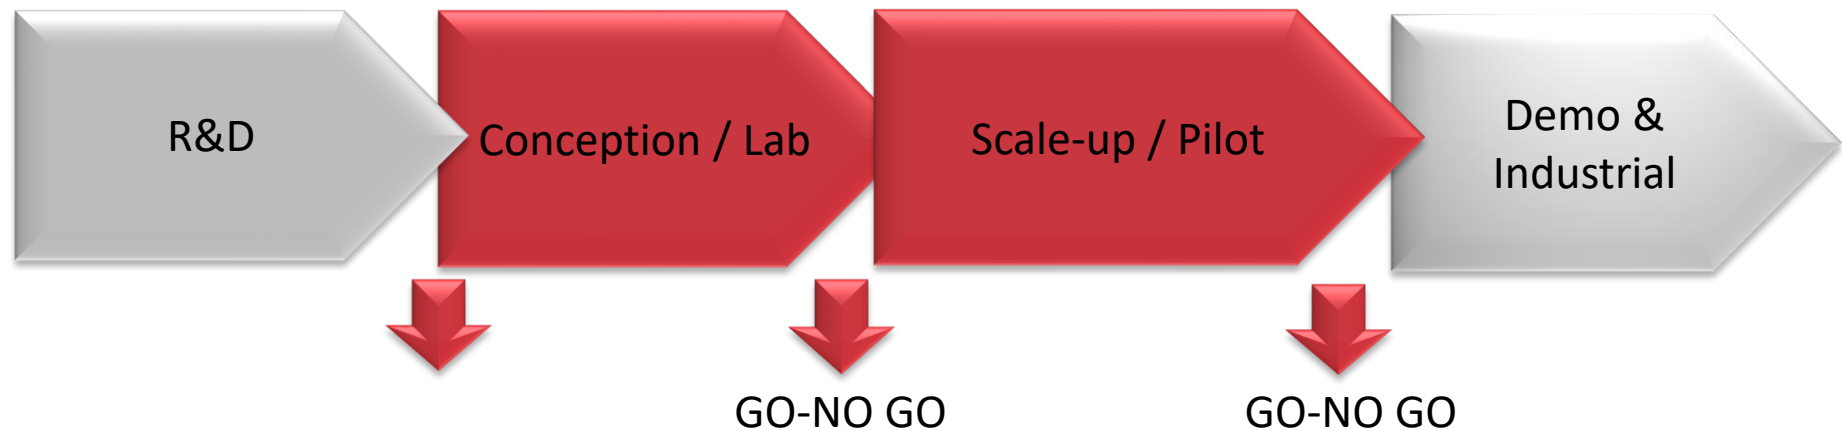 R&D
Conception / Lab
Scale-up / Pilot
Demo &
Industrial
GO-NO GO
GO-NO GO